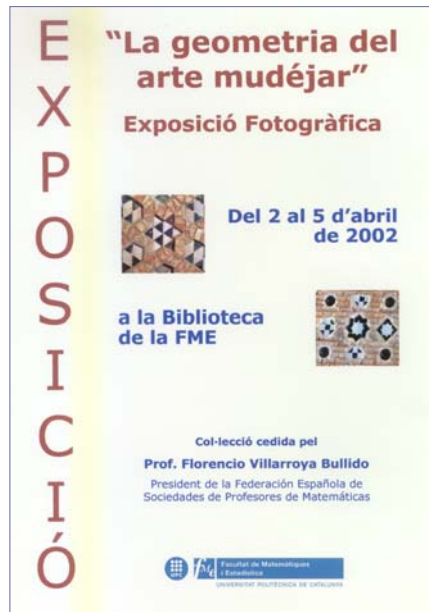 EXPOSICIÓ
“La geometria del
arte mudéjar”
Exposició Fotogràfica
Del 2 al 5 d’abril
de 2002
a la Biblioteca
de la FME
Col·lecció cedida pel
Prof. Florencio Villarroya Bullido
President de la Federación Española de
Sociedades de Profesores de Matemáticas
UPC
fme
Facultat de Matemàtiques
i Estadística
UNIVERSITAT POLITÈCNICA DE CATALUNYA